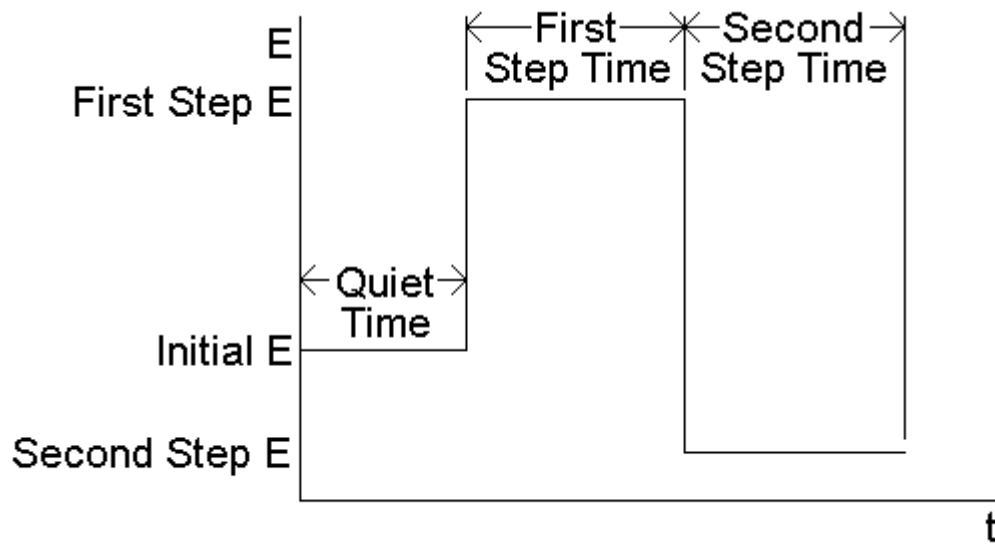 E
First
Step Time
Second
Step Time
First Step E
Quiet
Time
Initial E
Second Step E
t